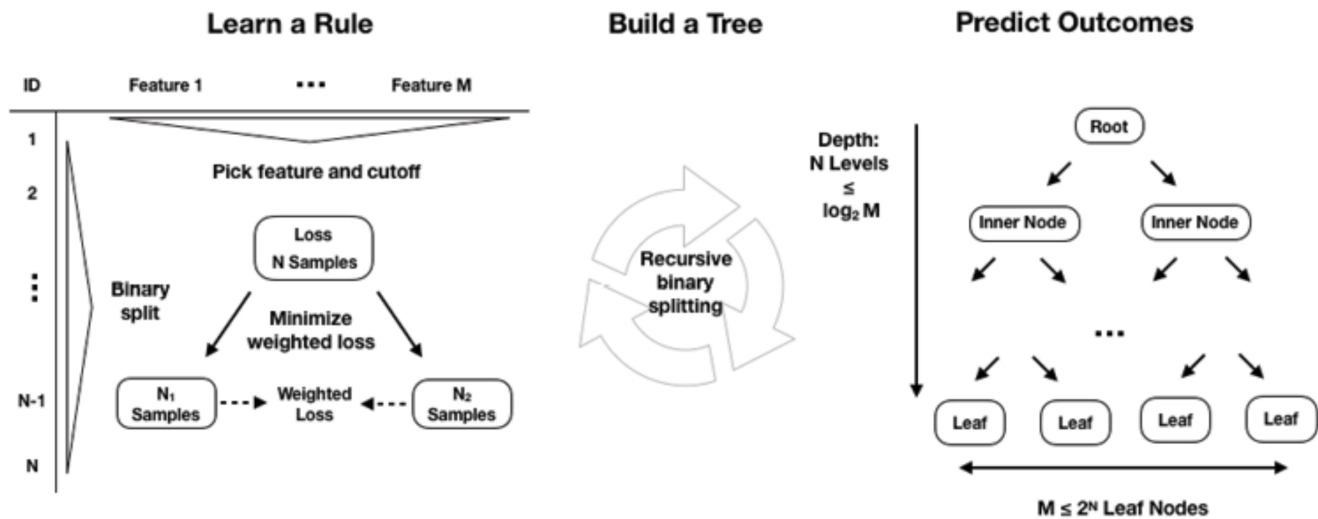 Learn a Rule
Build a Tree
Predict Outcomes
ID
Feature 1
...
Feature M
1
2
⋮
N-1
N
Pick feature and cutoff
Loss
N Samples
Binary
split
Minimize
weighted loss
N₁
Samples
Weighted
Loss
N₂
Samples
Recursive
binary
splitting
Depth:
N Levels
≤
log₂ M
Root
Inner Node
Inner Node
...
Leaf
Leaf
Leaf
Leaf
M ≤ 2ᴺ Leaf Nodes